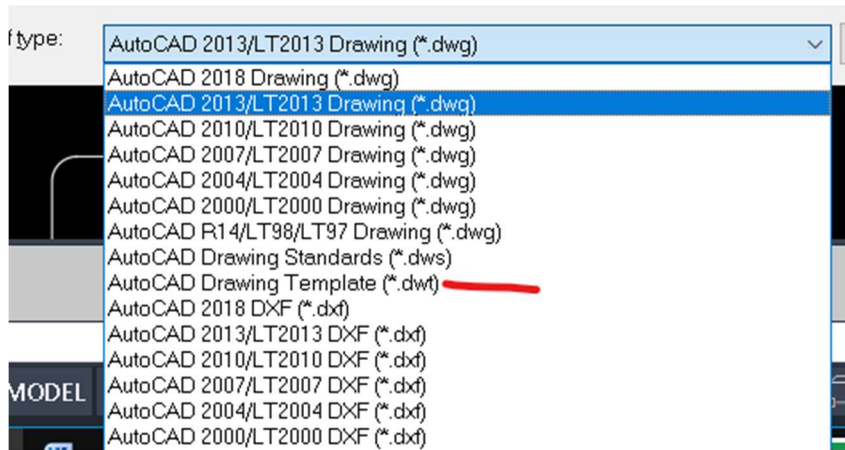 f type:
AutoCAD 2013/LT2013 Drawing (*.dwg)
AutoCAD 2018 Drawing (*.dwg)
AutoCAD 2013/LT2013 Drawing (*.dwg)
AutoCAD 2010/LT2010 Drawing (*.dwg)
AutoCAD 2007/LT2007 Drawing (*.dwg)
AutoCAD 2004/LT2004 Drawing (*.dwg)
AutoCAD 2000/LT2000 Drawing (*.dwg)
AutoCAD R14/LT98/LT97 Drawing (*.dwg)
AutoCAD Drawing Standards (*.dws)
AutoCAD Drawing Template (*.dwt)
AutoCAD 2018 DXF (*.dxf)
AutoCAD 2013/LT2013 DXF (*.dxf)
AutoCAD 2010/LT2010 DXF (*.dxf)
AutoCAD 2007/LT2007 DXF (*.dxf)
MODEL
AutoCAD 2004/LT2004 DXF (*.dxf)
AutoCAD 2000/LT2000 DXF (*.dxf)